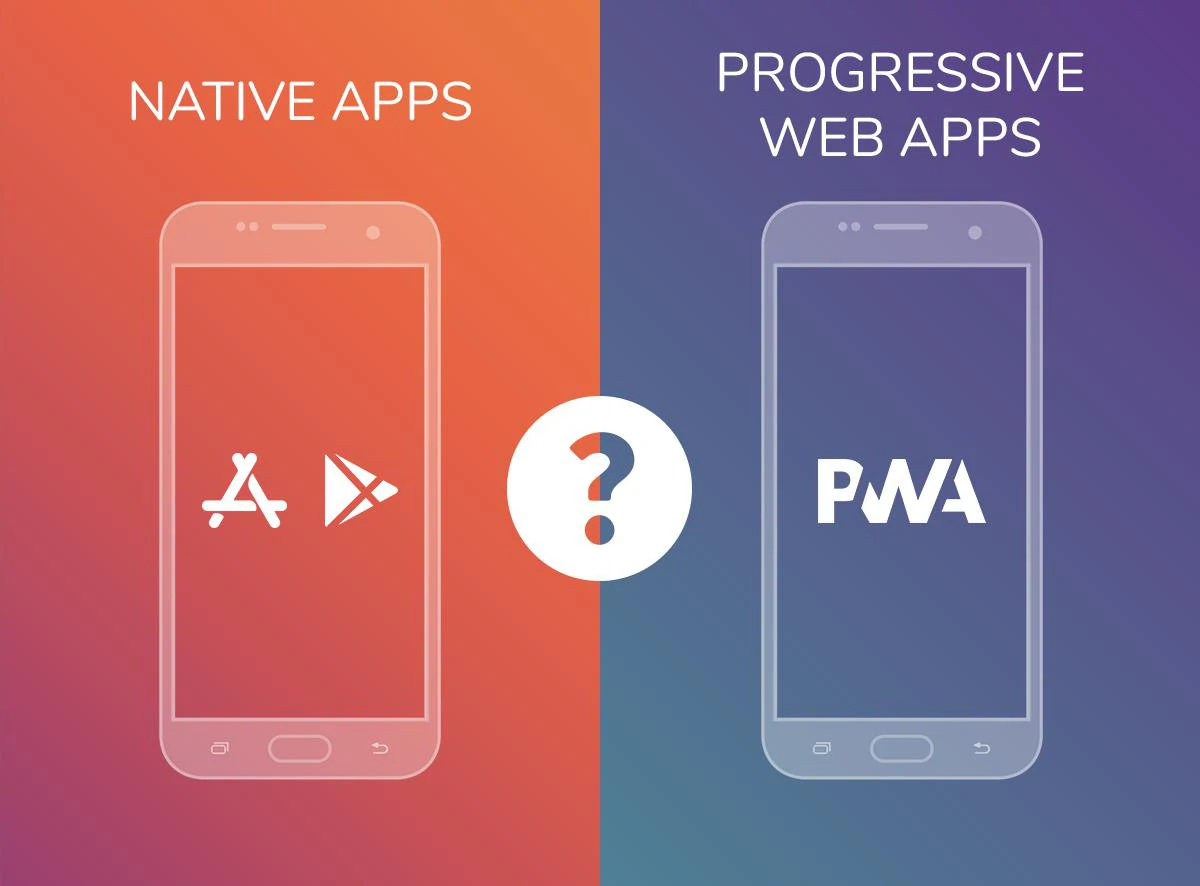 NATIVE APPS
PROGRESSIVE
WEB APPS
?
PWA